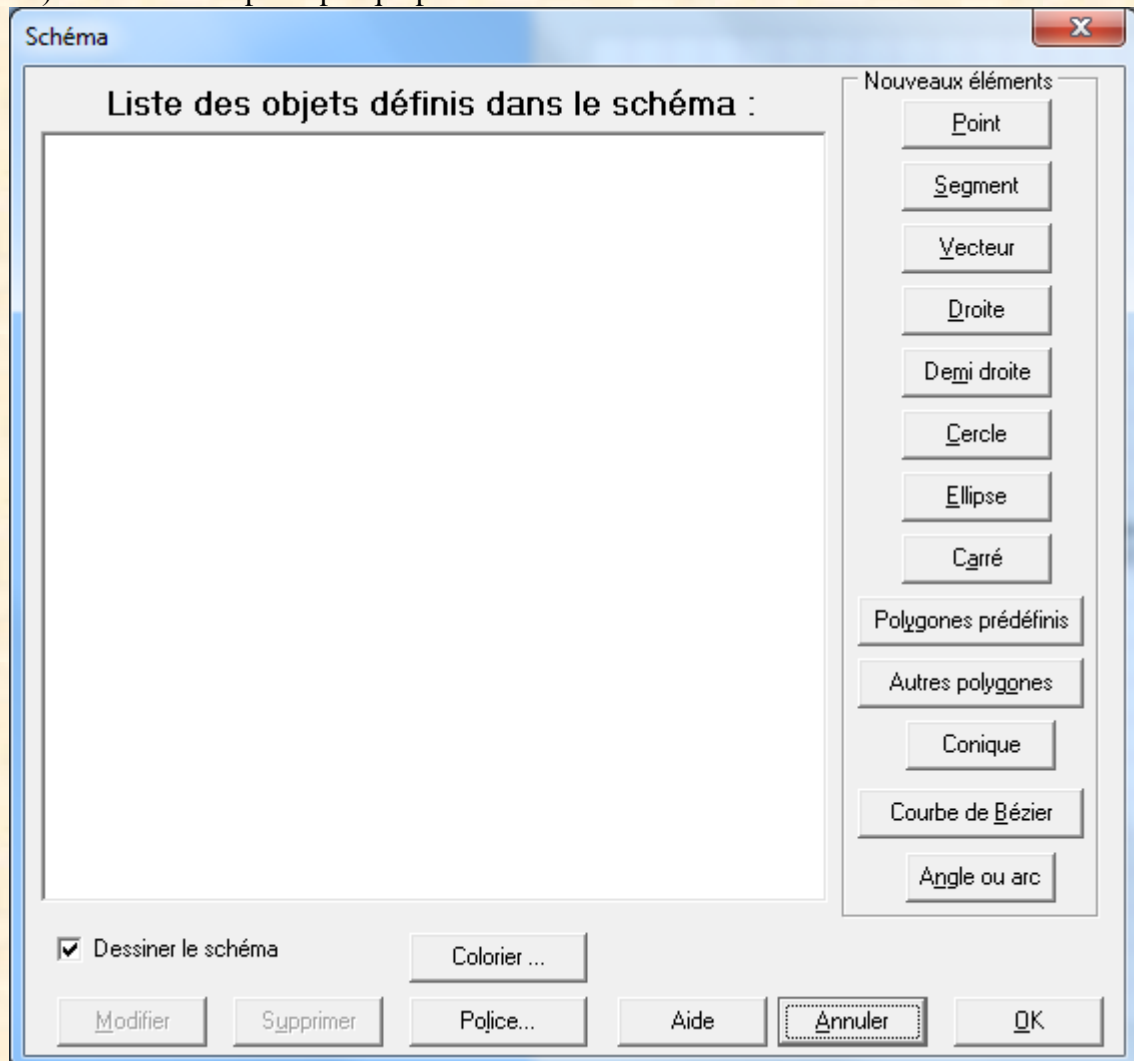 Schéma
Liste des objets définis dans le schéma :
Nouveaux éléments
Point
Segment
Vecteur
Droite
Demi droite
Cercle
Ellipse
Carré
Polygones prédéfinis
Autres polygones
Conique
Courbe de Bézier
Angle ou arc
Dessiner le schéma
Colorier ...
Modifier
Supprimer
Police...
Aide
Annuler
OK